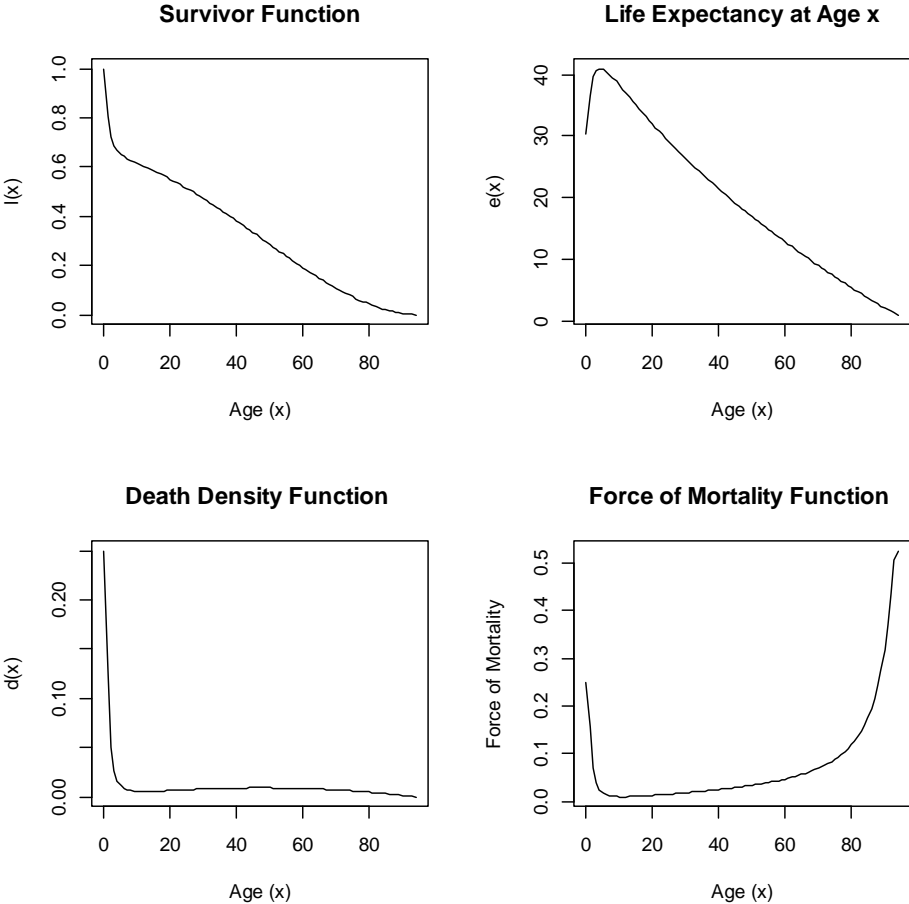 Survivor Function
1.0
0.8
0.6
0.4
0.2
0.0
l(x)
0 20 40 60 80
Age (x)
Life Expectancy at Age x
40
30
20
10
0
e(x)
0 20 40 60 80
Age (x)
Death Density Function
0.20
0.10
0.00
d(x)
0 20 40 60 80
Age (x)
Force of Mortality Function
0.5
0.4
0.3
0.2
0.1
0.0
Force of Mortality
0 20 40 60 80
Age (x)